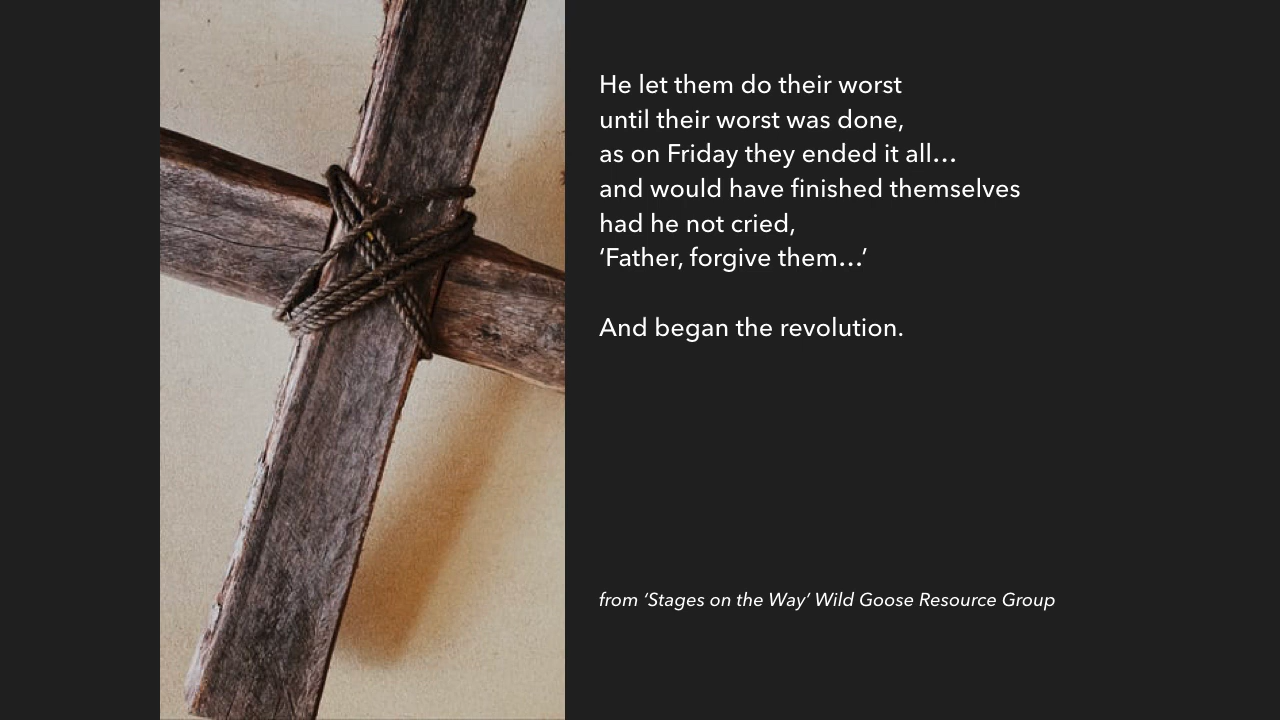 He let them do their worst
until their worst was done,
as on Friday they ended it all…
and would have finished themselves
had he not cried,
‘Father, forgive them…’
And began the revolution.
from ‘Stages on the Way’ Wild Goose Resource Group